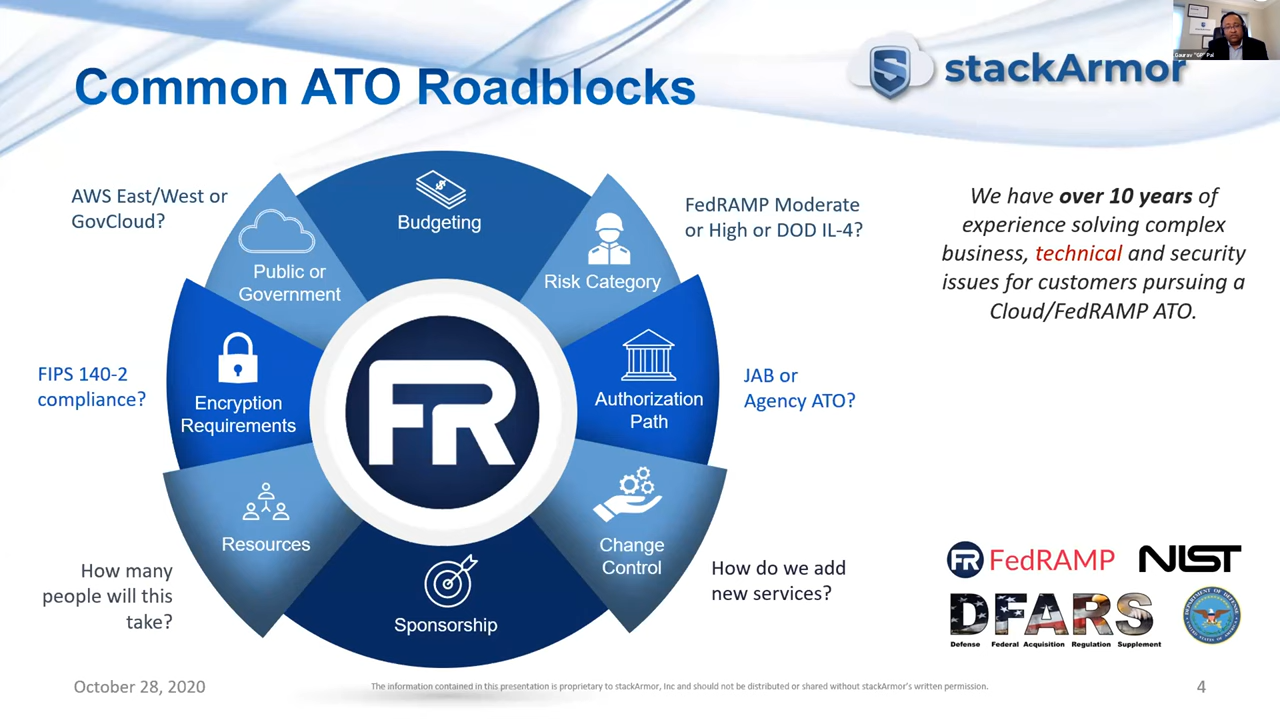 Common ATO Roadblocks
stackArmor
Gaurav "GP" Pal
AWS East/West or
GovCloud?
Budgeting
FedRAMP Moderate
or High or DOD IL-4?
Public or
Government
Risk Category
FIPS 140-2
compliance?
Encryption
Requirements
FR
Authorization
Path
JAB or
Agency ATO?
Resources
Change
Control
How many
people will this
take?
Sponsorship
How do we add
new services?
We have over 10 years of
experience solving complex
business, technical and security
issues for customers pursuing a
Cloud/FedRAMP ATO.
FR FedRAMP
NIST
DFARS
Defense Federal Acquisition Regulation Supplement
October 28, 2020
The information contained in this presentation is proprietary to stackArmor, Inc and should not be distributed or shared without stackArmor's written permission.
4